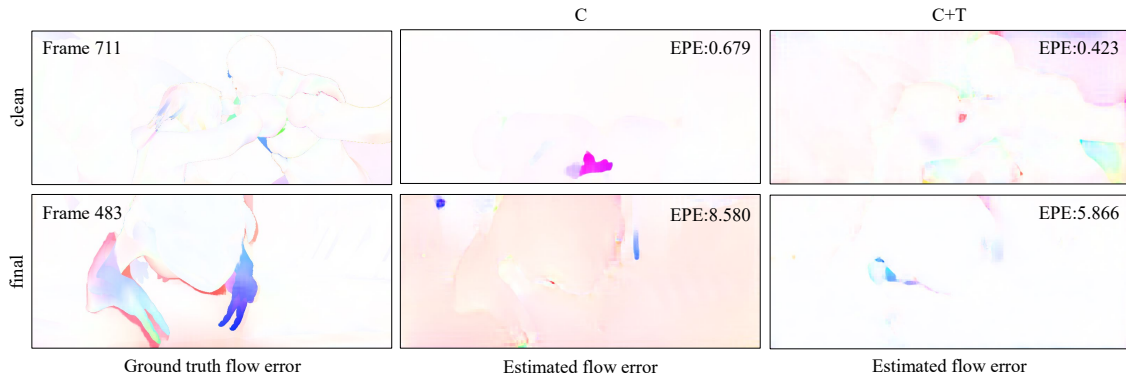 C
C+T
clean
Frame 711
EPE:0.679
EPE:0.423
final
Frame 483
EPE:8.580
EPE:5.866
Ground truth flow error
Estimated flow error
Estimated flow error